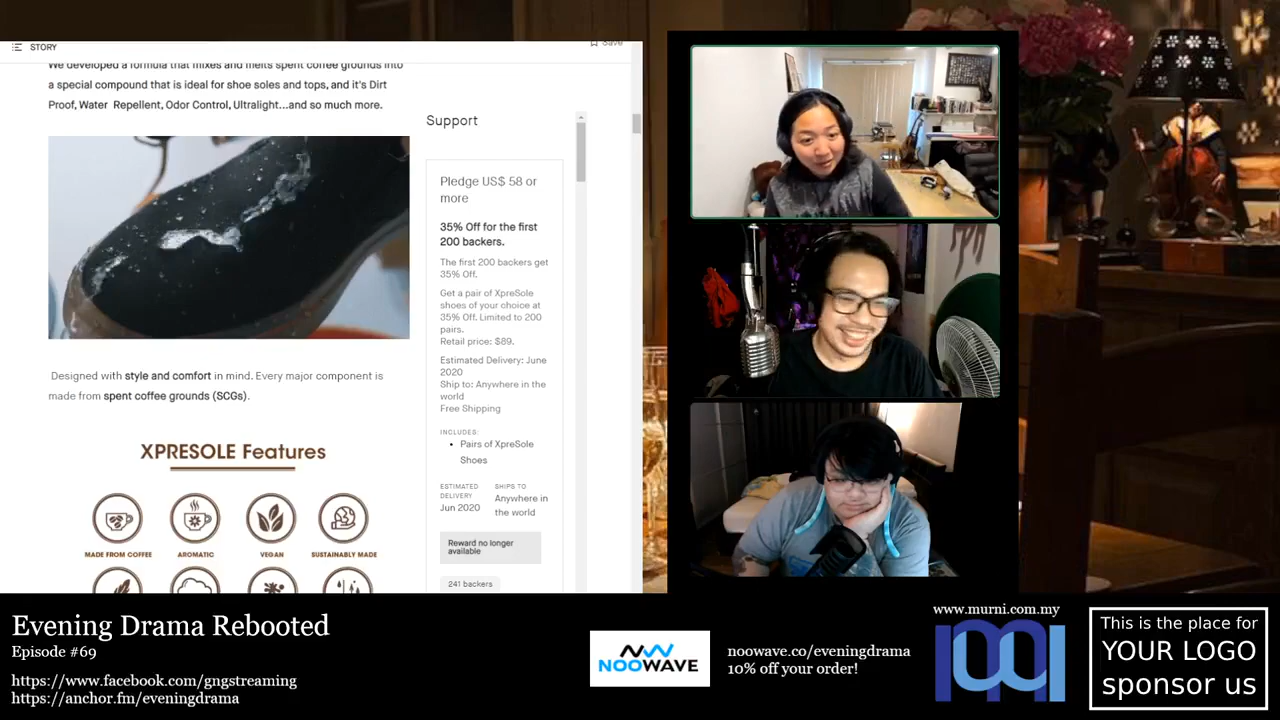 STORY
Save
We developed a formula that mixes and melts spent coffee grounds into
a special compound that is ideal for shoe soles and tops, and it's Dirt
Proof, Water Repellent, Odor Control, Ultralight...and so much more.
Designed with style and comfort in mind. Every major component is
made from spent coffee grounds (SCGs).
XPRESOLE Features
MADE FROM COFFEE
AROMATIC
VEGAN
SUSTAINABLY MADE
Support
Pledge US$ 58 or
more
35% Off for the first
200 backers.
The first 200 backers get
35% Off.
Get a pair of XpreSole
shoes of your choice at
35% Off. Limited to 200
pairs.
Retail price: $89.
Estimated Delivery: June
2020
Ship to: Anywhere in the
world
Free Shipping
INCLUDES:
• Pairs of XpreSole
Shoes
ESTIMATED
DELIVERY
Jun 2020
SHIPS TO
Anywhere in
the world
Reward no longer
available
241 backers
Evening Drama Rebooted
Episode #69
https://www.facebook.com/gngstreaming
https://anchor.fm/eveningdrama
NOOWAVE
noowave.co/eveningdrama
10% off your order!
www.murni.com.my
This is the place for
YOUR LOGO
sponsor us